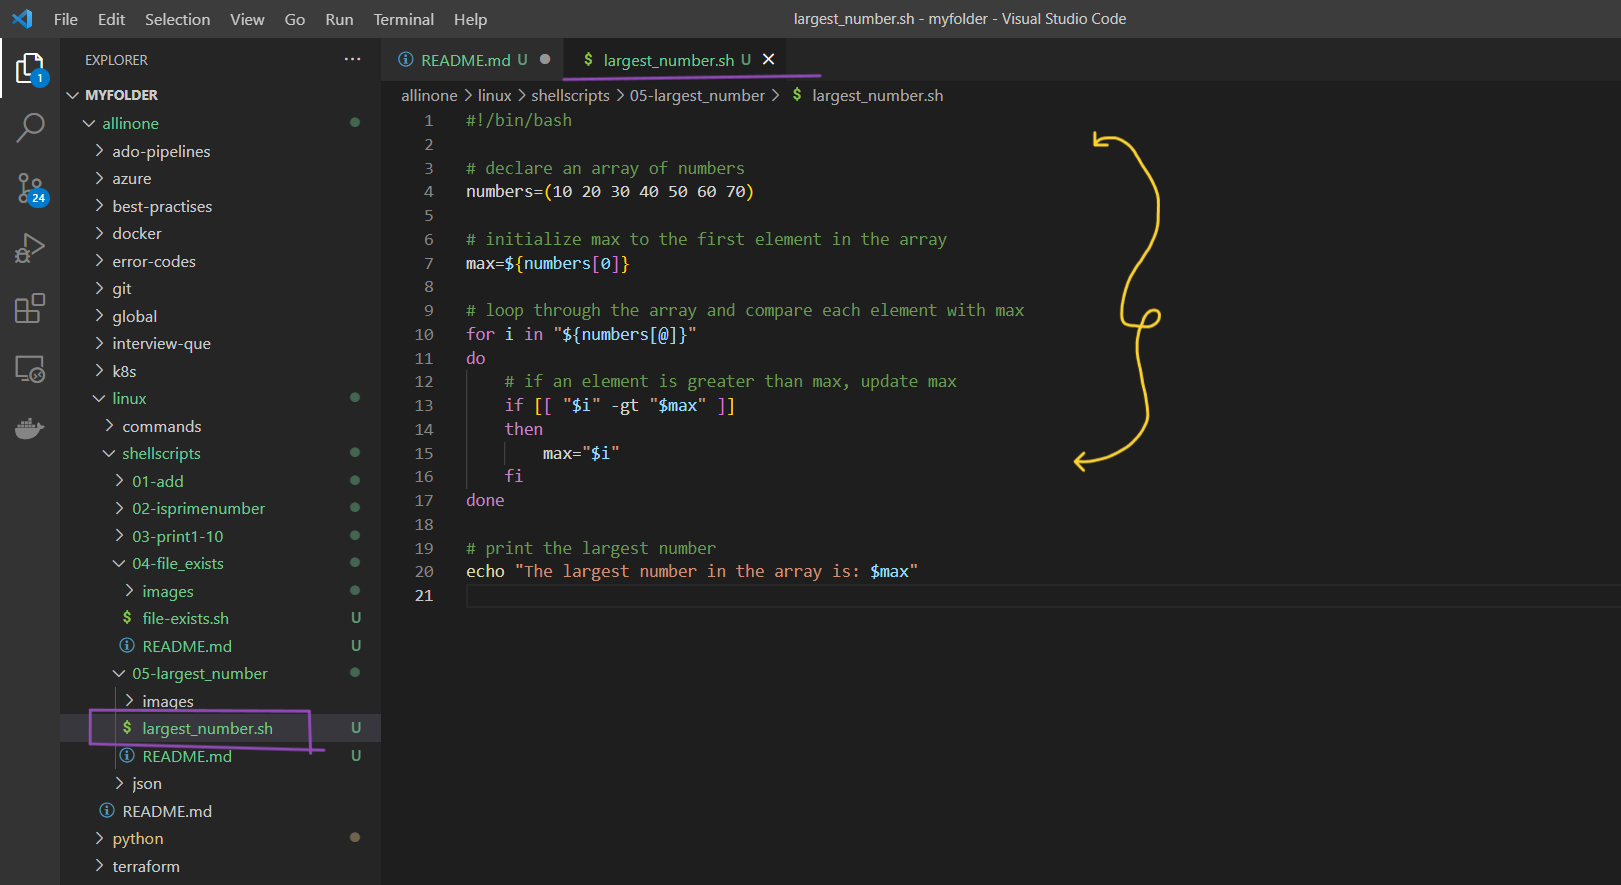 File Edit Selection View Go Run Terminal Help
largest_number.sh - myfolder - Visual Studio Code
1
24
EXPLORER ...
MYFOLDER
allinone
ado-pipelines
azure
best-practises
docker
error-codes
git
global
interview-que
k8s
linux
commands
shellscripts
01-add
02-isprimenumber
03-print1-10
04-file_exists
images
$ file-exists.sh U
README.md U
05-largest_number
images
$ largest_number.sh U
README.md U
json
README.md
python
terraform
README.md U
$ largest_number.sh U
allinone > linux > shellscripts > 05-largest_number > $ largest_number.sh
1 #!/bin/bash
2
3 # declare an array of numbers
4 numbers=(10 20 30 40 50 60 70)
5
6 # initialize max to the first element in the array
7 max=${numbers[0]}
8
9 # loop through the array and compare each element with max
10 for i in "${numbers[@]}"
11 do
12 # if an element is greater than max, update max
13 if [[ "$i" -gt "$max" ]]
14 then
15 max="$i"
16 fi
17 done
18
19 # print the largest number
20 echo "The largest number in the array is: $max"
21